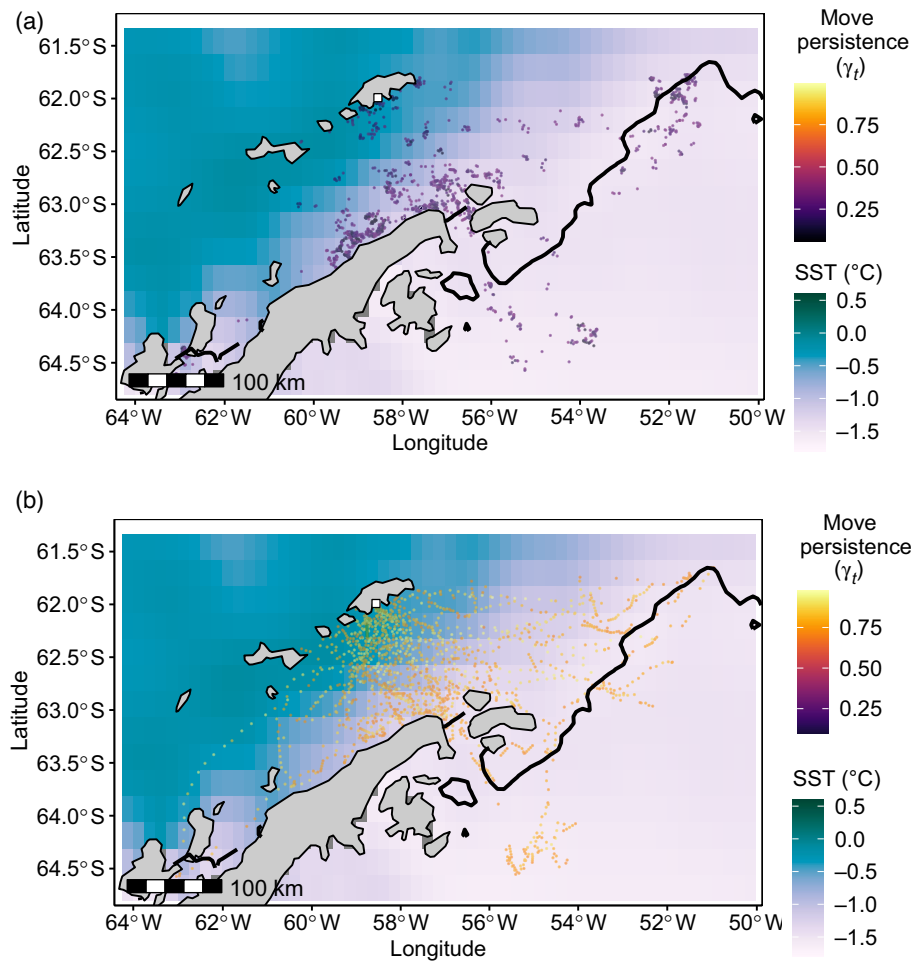 (a)
Move
persistence
(γt)
0.75
0.50
0.25
SST (°C)
0.5
0.0
−0.5
−1.0
−1.5
61.5°S
62.0°S
62.5°S
63.0°S
63.5°S
64.0°S
64.5°S
Latitude
100 km
64°W 62°W 60°W 58°W 56°W 54°W 52°W 50°W
Longitude
(b)
Move
persistence
(γt)
0.75
0.50
0.25
SST (°C)
0.5
0.0
−0.5
−1.0
−1.5
61.5°S
62.0°S
62.5°S
63.0°S
63.5°S
64.0°S
64.5°S
Latitude
100 km
64°W 62°W 60°W 58°W 56°W 54°W 52°W 50°W
Longitude